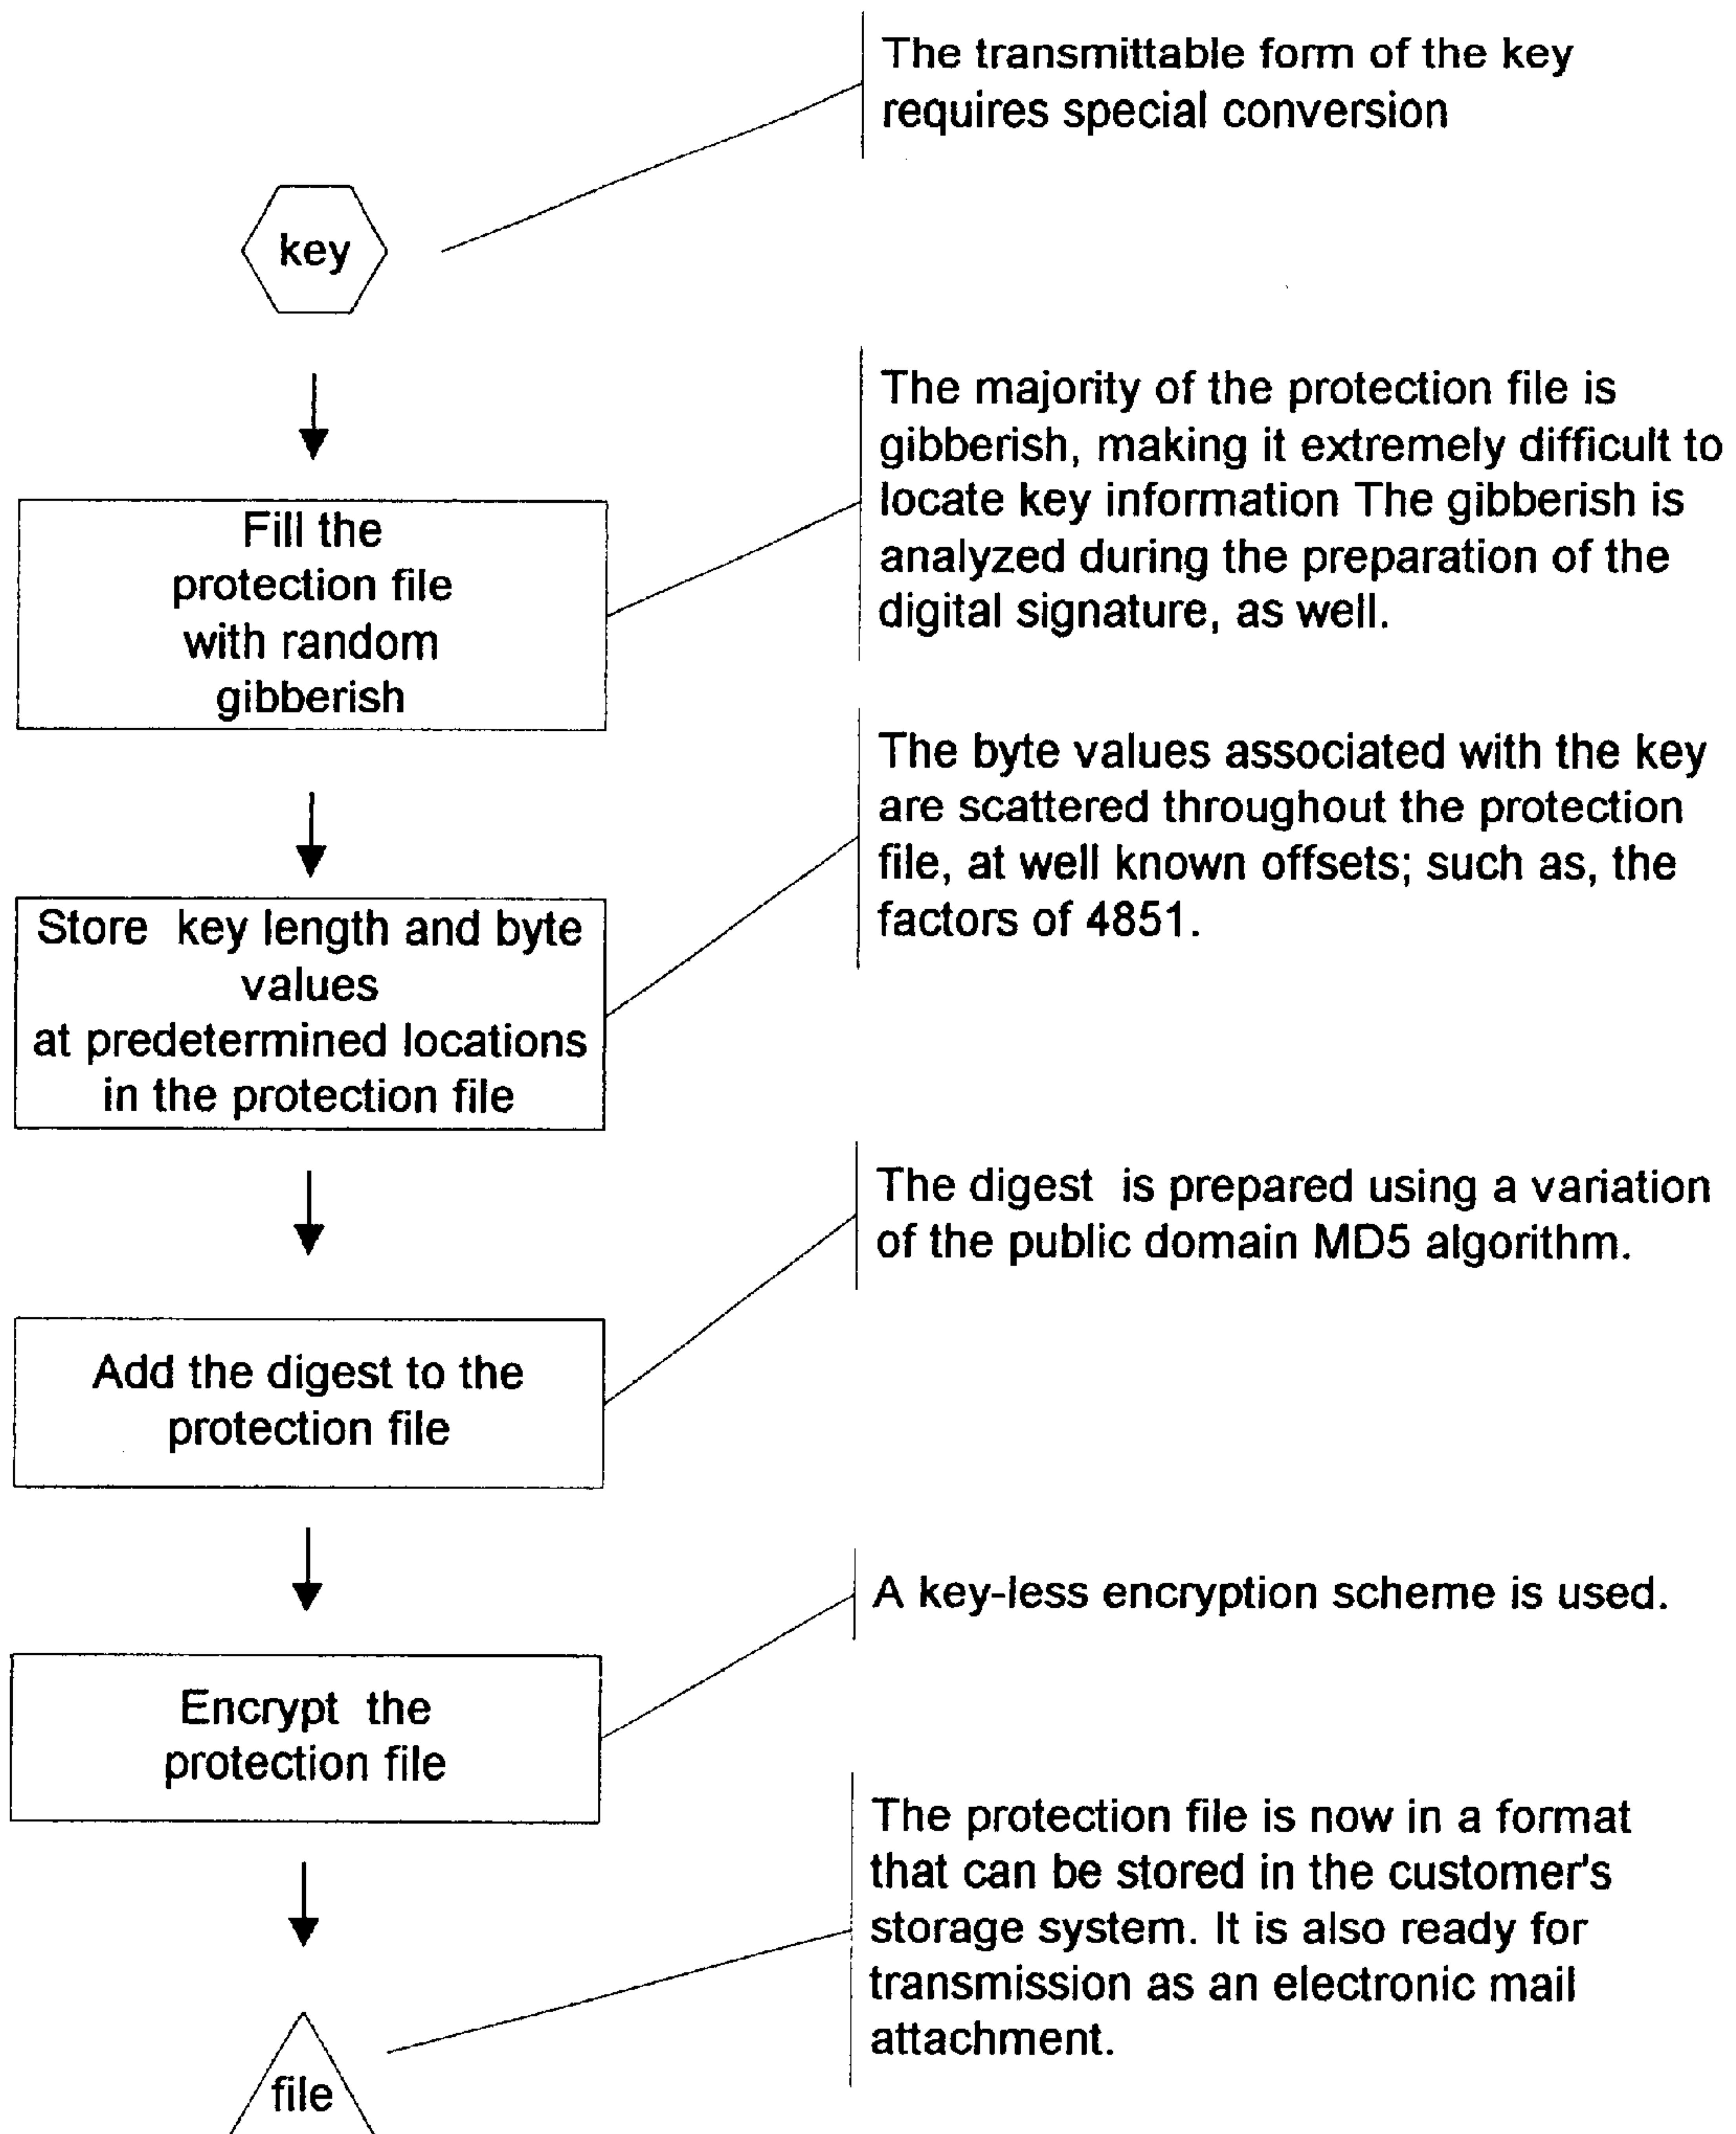 The transmittable form of the key
requires special conversion
key
The majority of the protection file is
gibberish, making it extremely difficult to
locate key information The gibberish is
analyzed during the preparation of the
digital signature, as well.
Fill the
protection file
with random
gibberish
The byte values associated with the key
are scattered throughout the protection
file, at well known offsets; such as, the
factors of 4851.
Store key length and byte
values
at predetermined locations
in the protection file
The digest is prepared using a variation
of the public domain MD5 algorithm.
Add the digest to the
protection file
A key-less encryption scheme is used.
Encrypt the
protection file
The protection file is now in a format
that can be stored in the customer's
storage system. It is also ready for
transmission as an electronic mail
attachment.
file